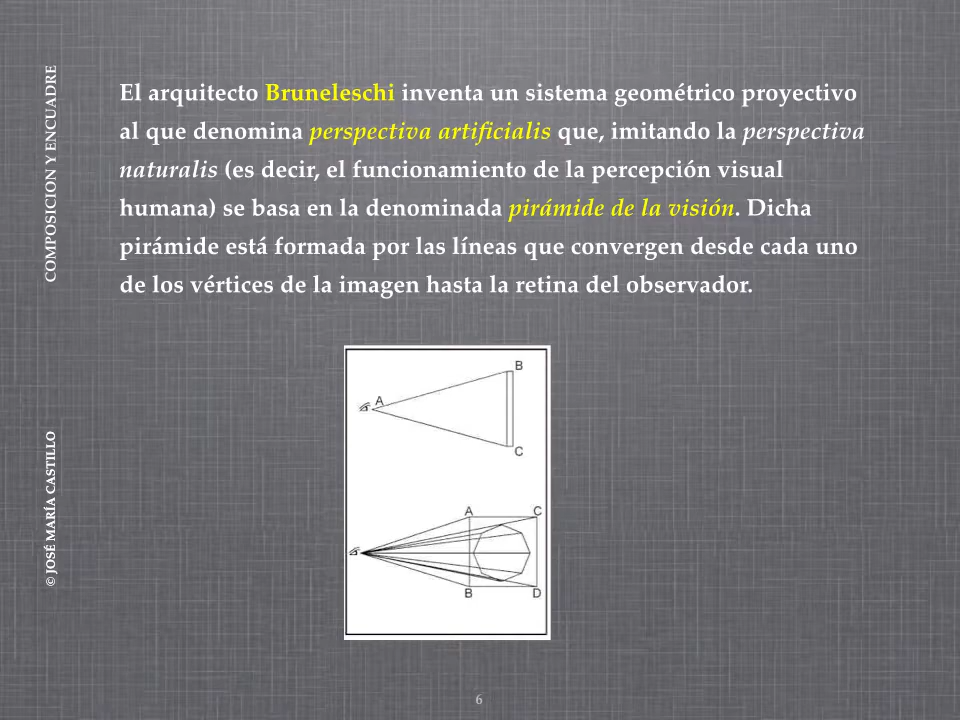 COMPOSICION Y ENCUADRE
© JOSÉ MARÍA CASTILLO
El arquitecto Bruneleschi inventa un sistema geométrico proyectivo
al que denomina perspectiva artificialis que, imitando la perspectiva
naturalis (es decir, el funcionamiento de la percepción visual
humana) se basa en la denominada pirámide de la visión. Dicha
pirámide está formada por las líneas que convergen desde cada uno
de los vértices de la imagen hasta la retina del observador.
B
A
C
A C
B D
6